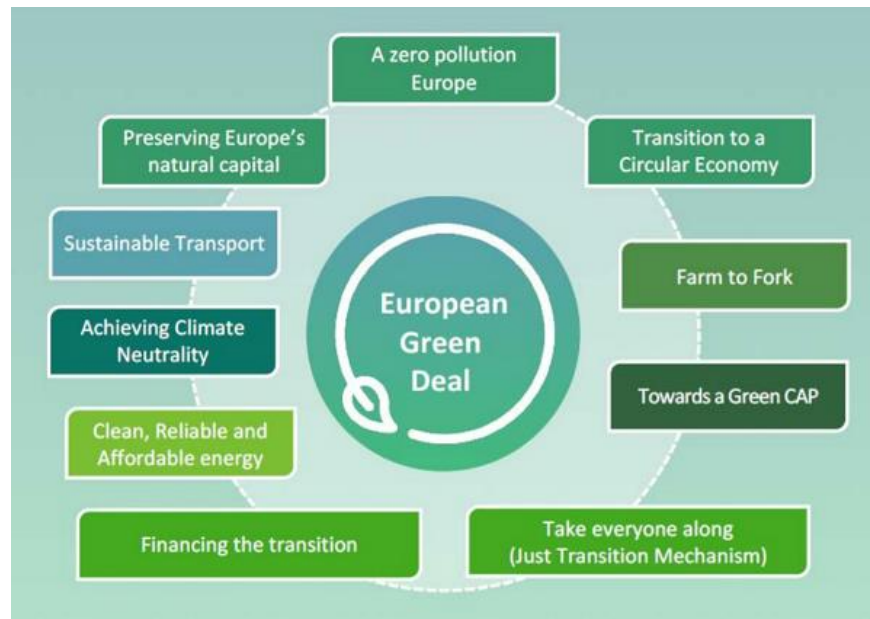 A zero pollution
Europe
Preserving Europe's
natural capital
Transition to a
Circular Economy
Sustainable Transport
Farm to Fork
European
Green
Deal
Achieving Climate
Neutrality
Towards a Green CAP
Clean, Reliable and
Affordable energy
Financing the transition
Take everyone along
(Just Transition Mechanism)